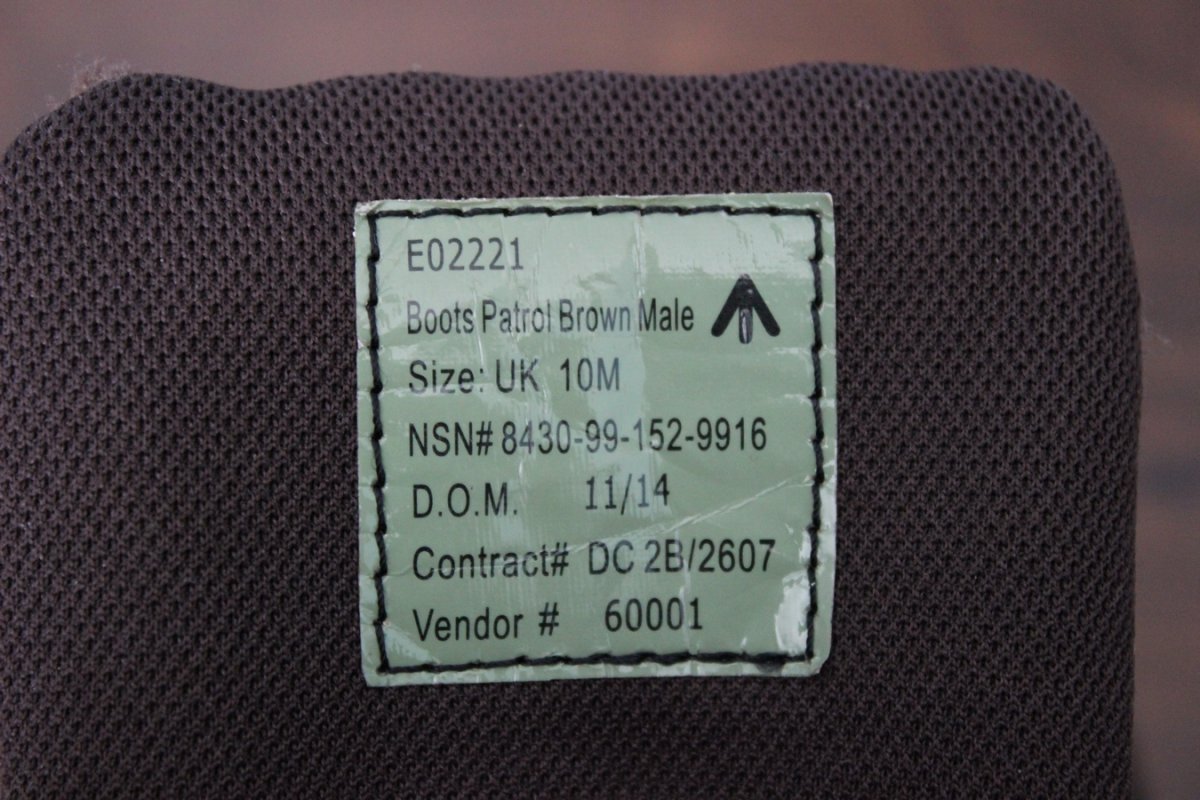 E02221
Boots Patrol Brown Male
Size: UK 10M
NSN# 8430-99-152-9916
D.O.M. 11/14
Contract# DC 2B/2607
Vendor # 60001